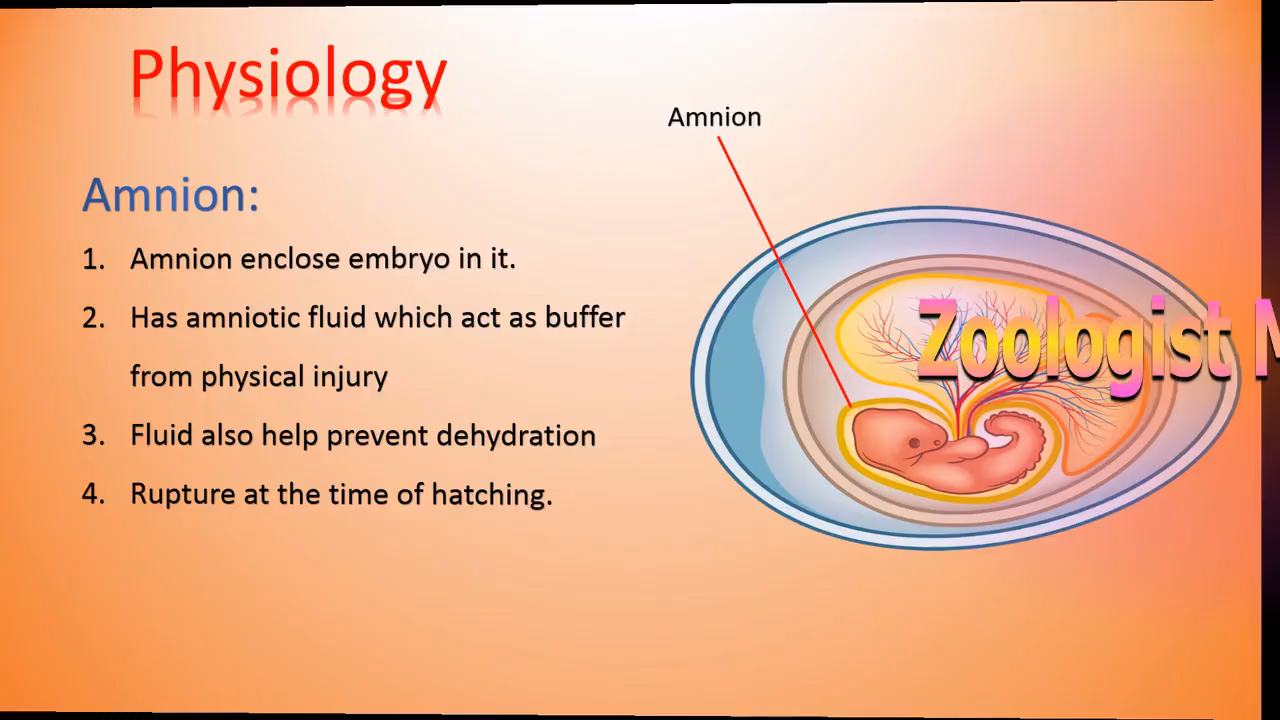 Physiology
Amnion
Amnion:
1. Amnion enclose embryo in it.
2. Has amniotic fluid which act as buffer
from physical injury
3. Fluid also help prevent dehydration
4. Rupture at the time of hatching.
Zoologist